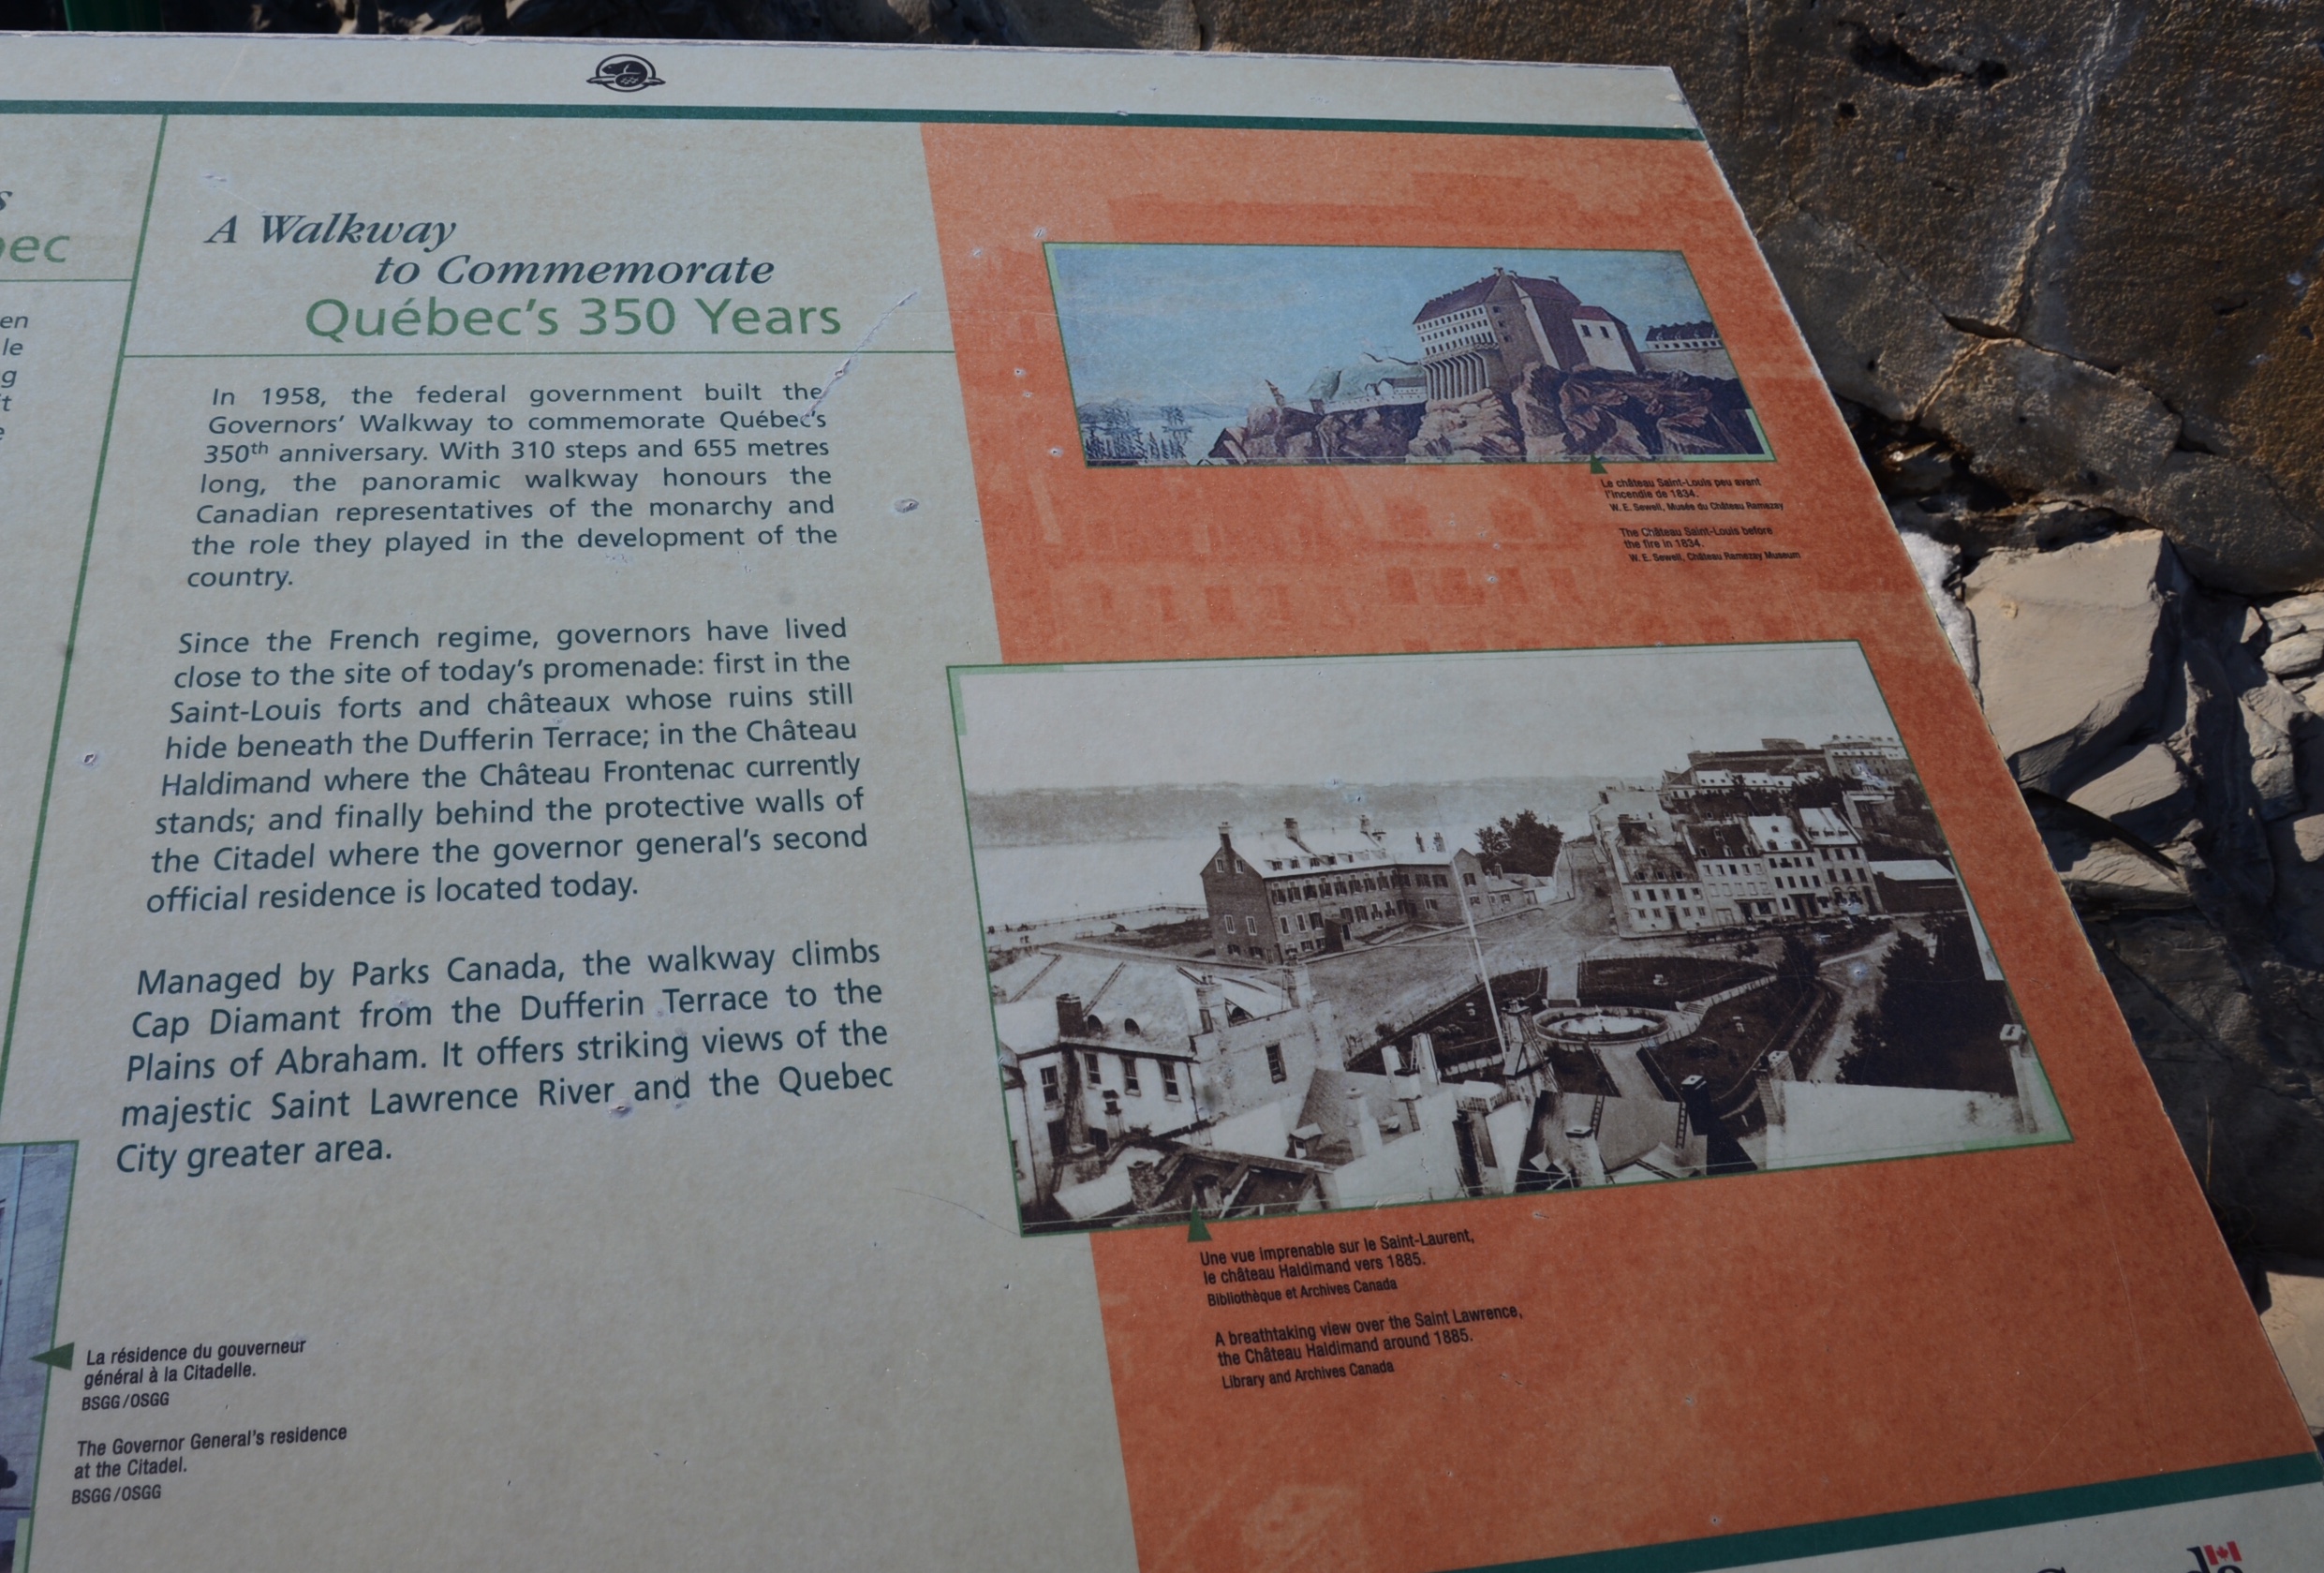 s
bec
en
le
g
t
e
A Walkway
to Commemorate
Québec's 350 Years
In 1958, the federal government built the
Governors' Walkway to commemorate Québec's
350th anniversary. With 310 steps and 655 metres
long, the panoramic walkway honours the
Canadian representatives of the monarchy and
the role they played in the development of the
country.
Since the French regime, governors have lived
close to the site of today's promenade: first in the
Saint-Louis forts and châteaux whose ruins still
hide beneath the Dufferin Terrace; in the Château
Haldimand where the Château Frontenac currently
stands; and finally behind the protective walls of
the Citadel where the governor general's second
official residence is located today.
Managed by Parks Canada, the walkway climbs
Cap Diamant from the Dufferin Terrace to the
Plains of Abraham. It offers striking views of the
majestic Saint Lawrence River and the Quebec
City greater area.
La résidence du gouverneur
général à la Citadelle.
BSGG/OSGG
The Governor General's residence
at the Citadel.
BSGG/OSGG
Le château Saint-Louis peu avant
l'incendie de 1834.
W. E. Sewell, Musée du Château Ramezay
The Château Saint-Louis before
the fire in 1834.
W. E. Sewell, Château Ramezay Museum
Une vue imprenable sur le Saint-Laurent,
le château Haldimand vers 1885.
Bibliothèque et Archives Canada
A breathtaking view over the Saint Lawrence,
the Château Haldimand around 1885.
Library and Archives Canada